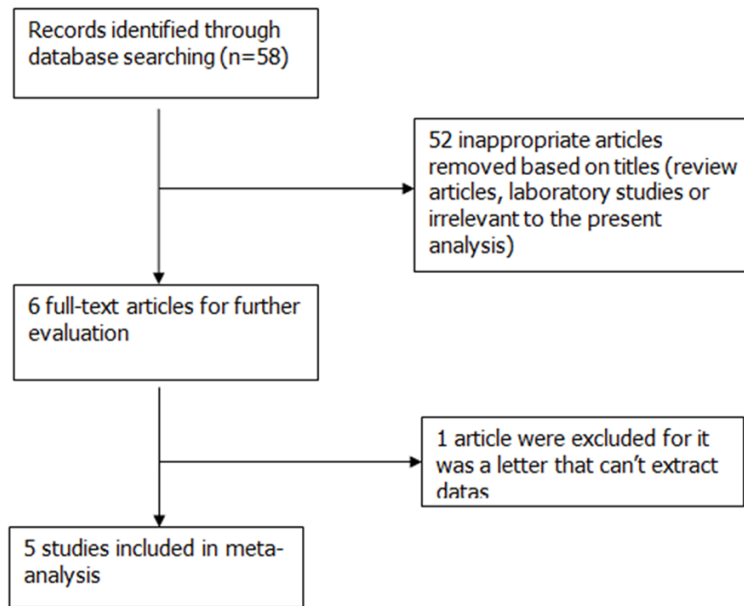 Records identified through
database searching (n=58)
52 inappropriate articles
removed based on titles (review
articles, laboratory studies or
irrelevant to the present
analysis)
6 full-text articles for further
evaluation
1 article were excluded for it
was a letter that can't extract
datas
5 studies included in meta-
analysis